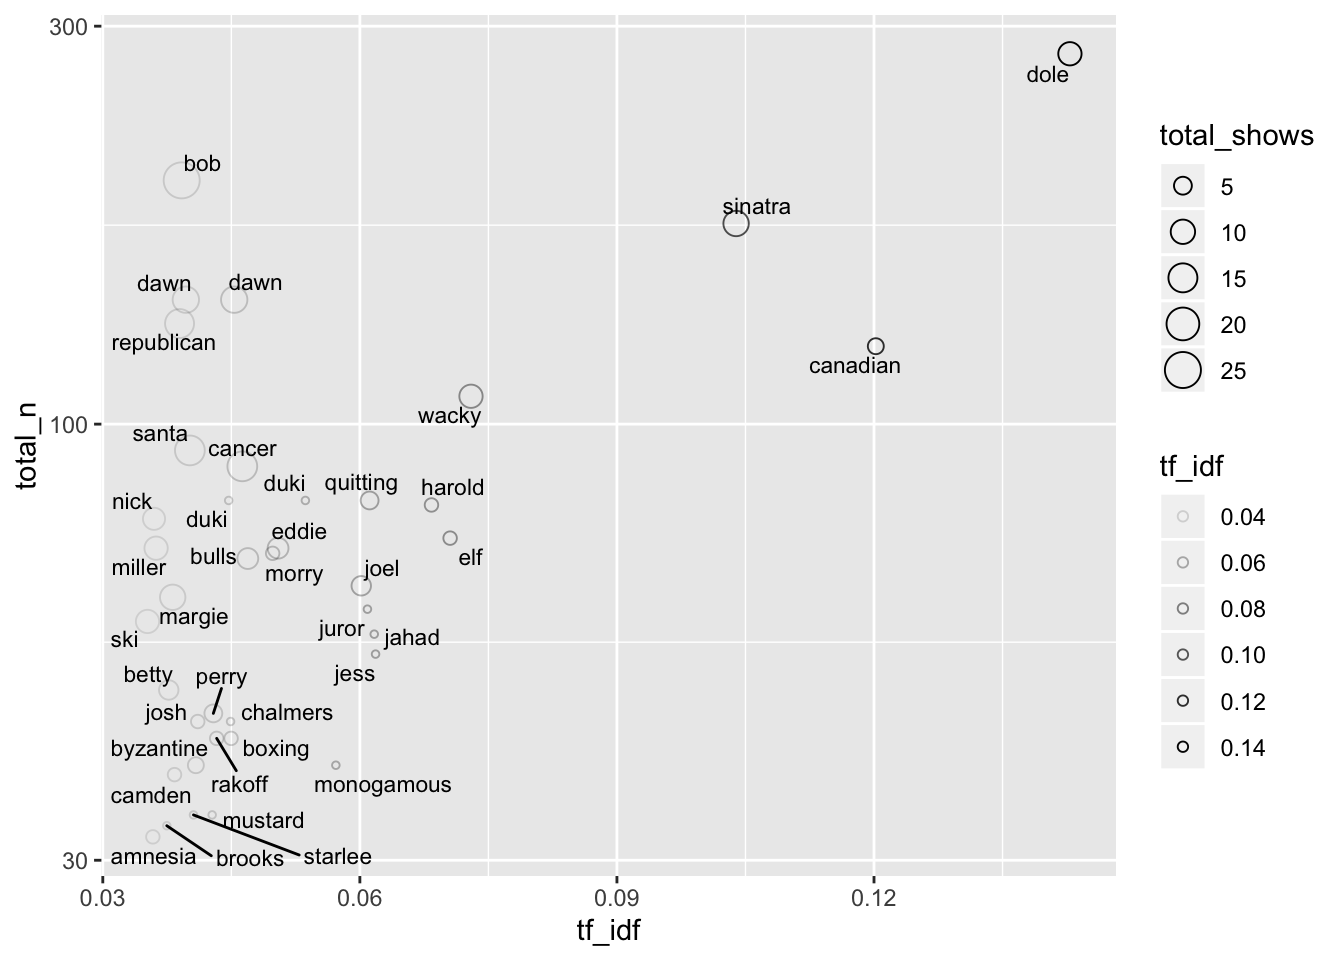 300
dole
bob
sinatra
dawn
dawn
republican
canadian
wacky
total_n
100
santa
cancer
duki
quitting
harold
nick
duki
eddie
bulls
elf
miller
morry
joel
margie
juror
jahad
ski
jess
betty
perry
josh
chalmers
byzantine
boxing
rakoff
monogamous
camden
mustard
amnesia
brooks
starlee
30
0.03
0.06
0.09
0.12
tf_idf
total_shows
5
10
15
20
25
tf_idf
0.04
0.06
0.08
0.10
0.12
0.14